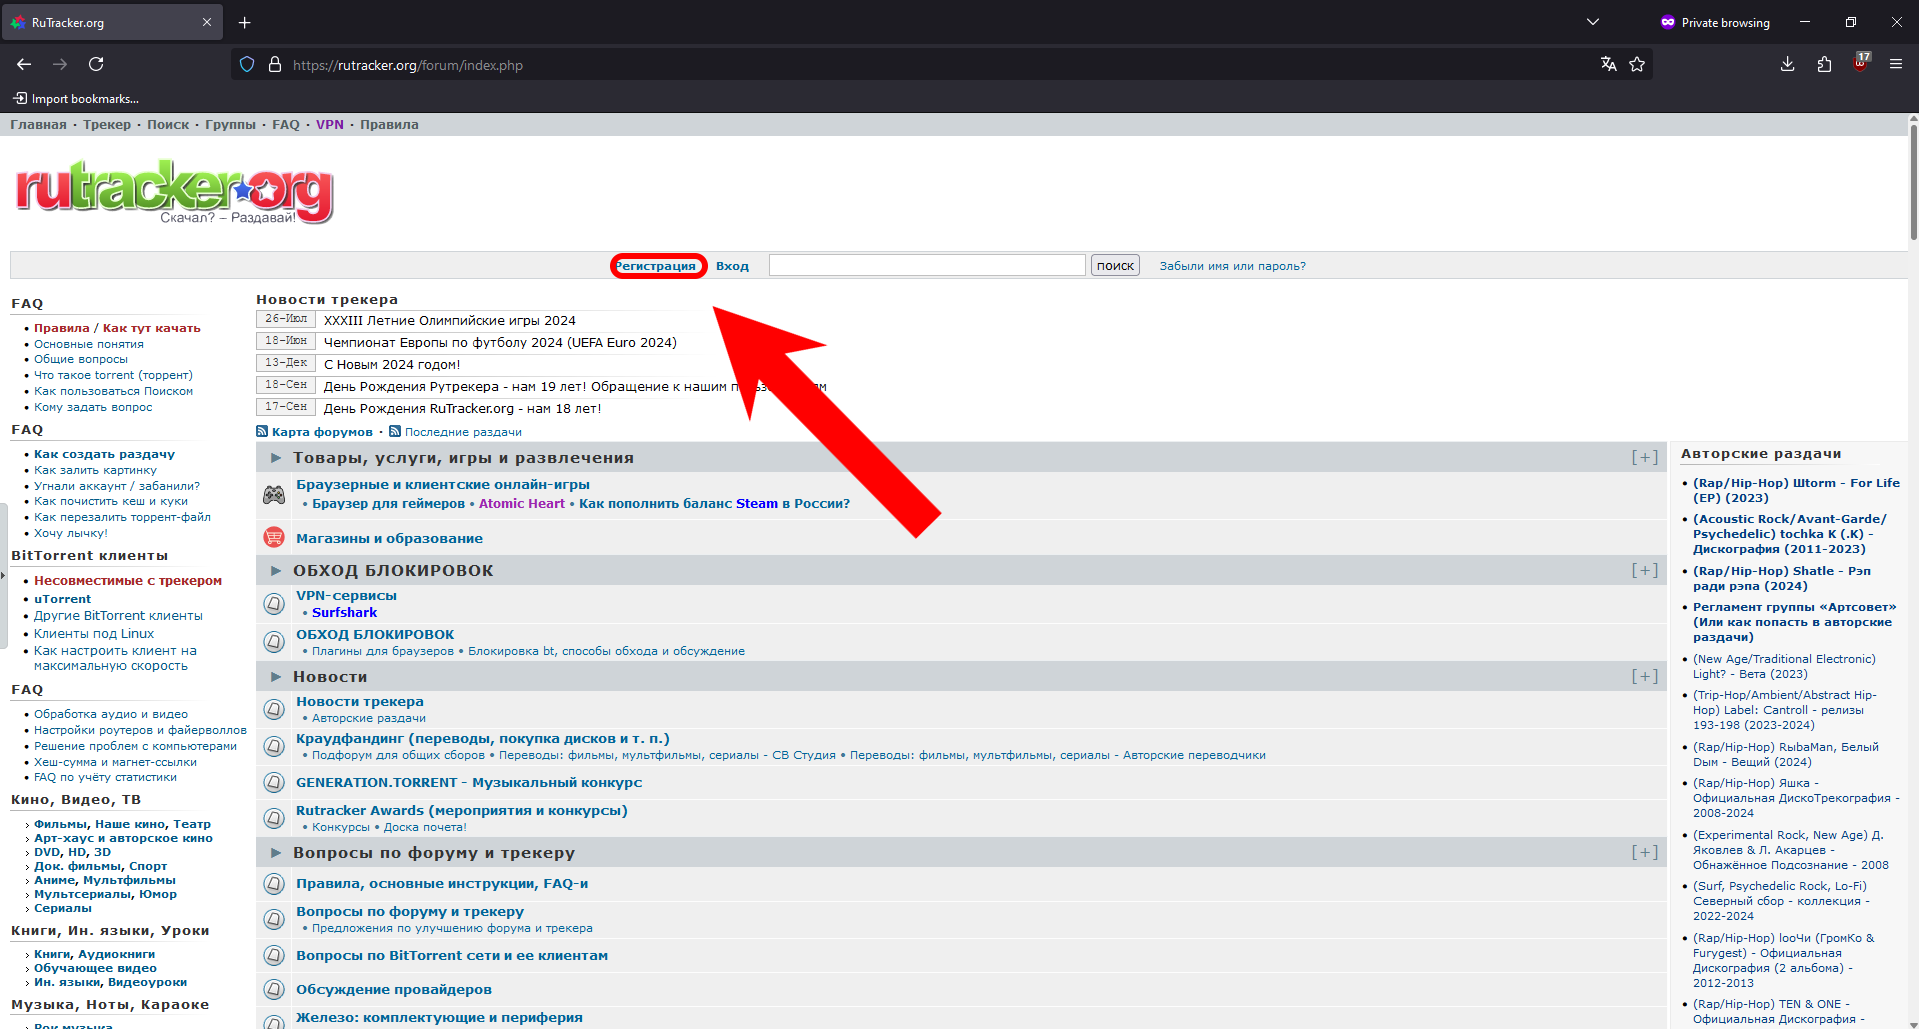 RuTracker.org
Private browsing
https://rutracker.org/forum/index.php
17
Import bookmarks...
Главная · Трекер · Поиск · Группы · FAQ · VPN · Правила
rutracker.org
Скачал? – Раздавай!
Регистрация Вход поиск Забыли имя или пароль?
FAQ
Правила / Как тут качать
Основные понятия
Общие вопросы
Что такое torrent (торрент)
Как пользоваться Поиском
Кому задать вопрос
FAQ
Как создать раздачу
Как залить картинку
Угнали аккаунт / забанили?
Как почистить кеш и куки
Как перезалить торрент-файл
Хочу лычку!
BitTorrent клиенты
Несовместимые с трекером
uTorrent
Другие BitTorrent клиенты
Клиенты под Linux
Как настроить клиент на
максимальную скорость
FAQ
Обработка аудио и видео
Настройки роутеров и файерволлов
Решение проблем с компьютерами
Хеш-сумма и магнет-ссылки
FAQ по учёту статистики
Кино, Видео, ТВ
Фильмы, Наше кино, Театр
Арт-хаус и авторское кино
DVD, HD, 3D
Док. фильмы, Спорт
Аниме, Мультфильмы
Мультсериалы, Юмор
Сериалы
Книги, Ин. языки, Уроки
Книги, Аудиокниги
Обучающее видео
Ин. языки, Видеоуроки
Музыка, Ноты, Караоке
Рок музыка
Новости трекера
26-Июл XXXIII Летние Олимпийские игры 2024
18-Июн Чемпионат Европы по футболу 2024 (UEFA Euro 2024)
13-Дек С Новым 2024 годом!
18-Сен День Рождения Рутрекера - нам 19 лет! Обращение к нашим
17-Сен День Рождения RuTracker.org - нам 18 лет!
Карта форумов · Последние раздачи
Товары, услуги, игры и развлечения [+]
Браузерные и клиентские онлайн-игры
• Браузер для геймеров • Atomic Heart • Как пополнить баланс Steam в России?
Магазины и образование
ОБХОД БЛОКИРОВОК [+]
VPN-сервисы
• Surfshark
ОБХОД БЛОКИРОВОК
• Плагины для браузеров • Блокировка bt, способы обхода и обсуждение
Новости [+]
Новости трекера
• Авторские раздачи
Краудфандинг (переводы, покупка дисков и т. п.)
• Подфорум для общих сборов • Переводы: фильмы, мультфильмы, сериалы - СВ Студия • Переводы: фильмы, мультфильмы, сериалы - Авторские переводчики
GENERATION.TORRENT - Музыкальный конкурс
Rutracker Awards (мероприятия и конкурсы)
• Конкурсы • Доска почета!
Вопросы по форуму и трекеру [+]
Правила, основные инструкции, FAQ-и
Вопросы по форуму и трекеру
• Предложения по улучшению форума и трекера
Вопросы по BitTorrent сети и ее клиентам
Обсуждение провайдеров
Железо: комплектующие и периферия
Авторские раздачи
(Rap/Hip-Hop) Шtorm - For Life
(EP) (2023)
(Acoustic Rock/Avant-Garde/
Psychedelic) tochka K (.К) -
Дискография (2011-2023)
(Rap/Hip-Hop) Shatle - Рэп
ради рэпа (2024)
Регламент группы «Артсовет»
(Или как попасть в авторские
раздачи)
(New Age/Traditional Electronic)
Light? - Вета (2023)
(Trip-Hop/Ambient/Abstract Hip-
Hop) Label: Cantroll - релизы
193-198 (2023-2024)
(Rap/Hip-Hop) RыbaMan, Белый
Dым - Вещий (2024)
(Rap/Hip-Hop) Яшка -
Официальная ДискоТрекография -
2008-2024
(Experimental Rock, New Age) Д.
Яковлев & Л. Акарцев -
Обнажённое Подсознание - 2008
(Surf, Psychedelic Rock, Lo-Fi)
Северный сбор - коллекция -
2022-2024
(Rap/Hip-Hop) looЧи (ГромКо &
Furygest) - Официальная
Дискография (2 альбома) -
2012-2013
(Rap/Hip-Hop) TEN & ONE -
Официальная Дискография -